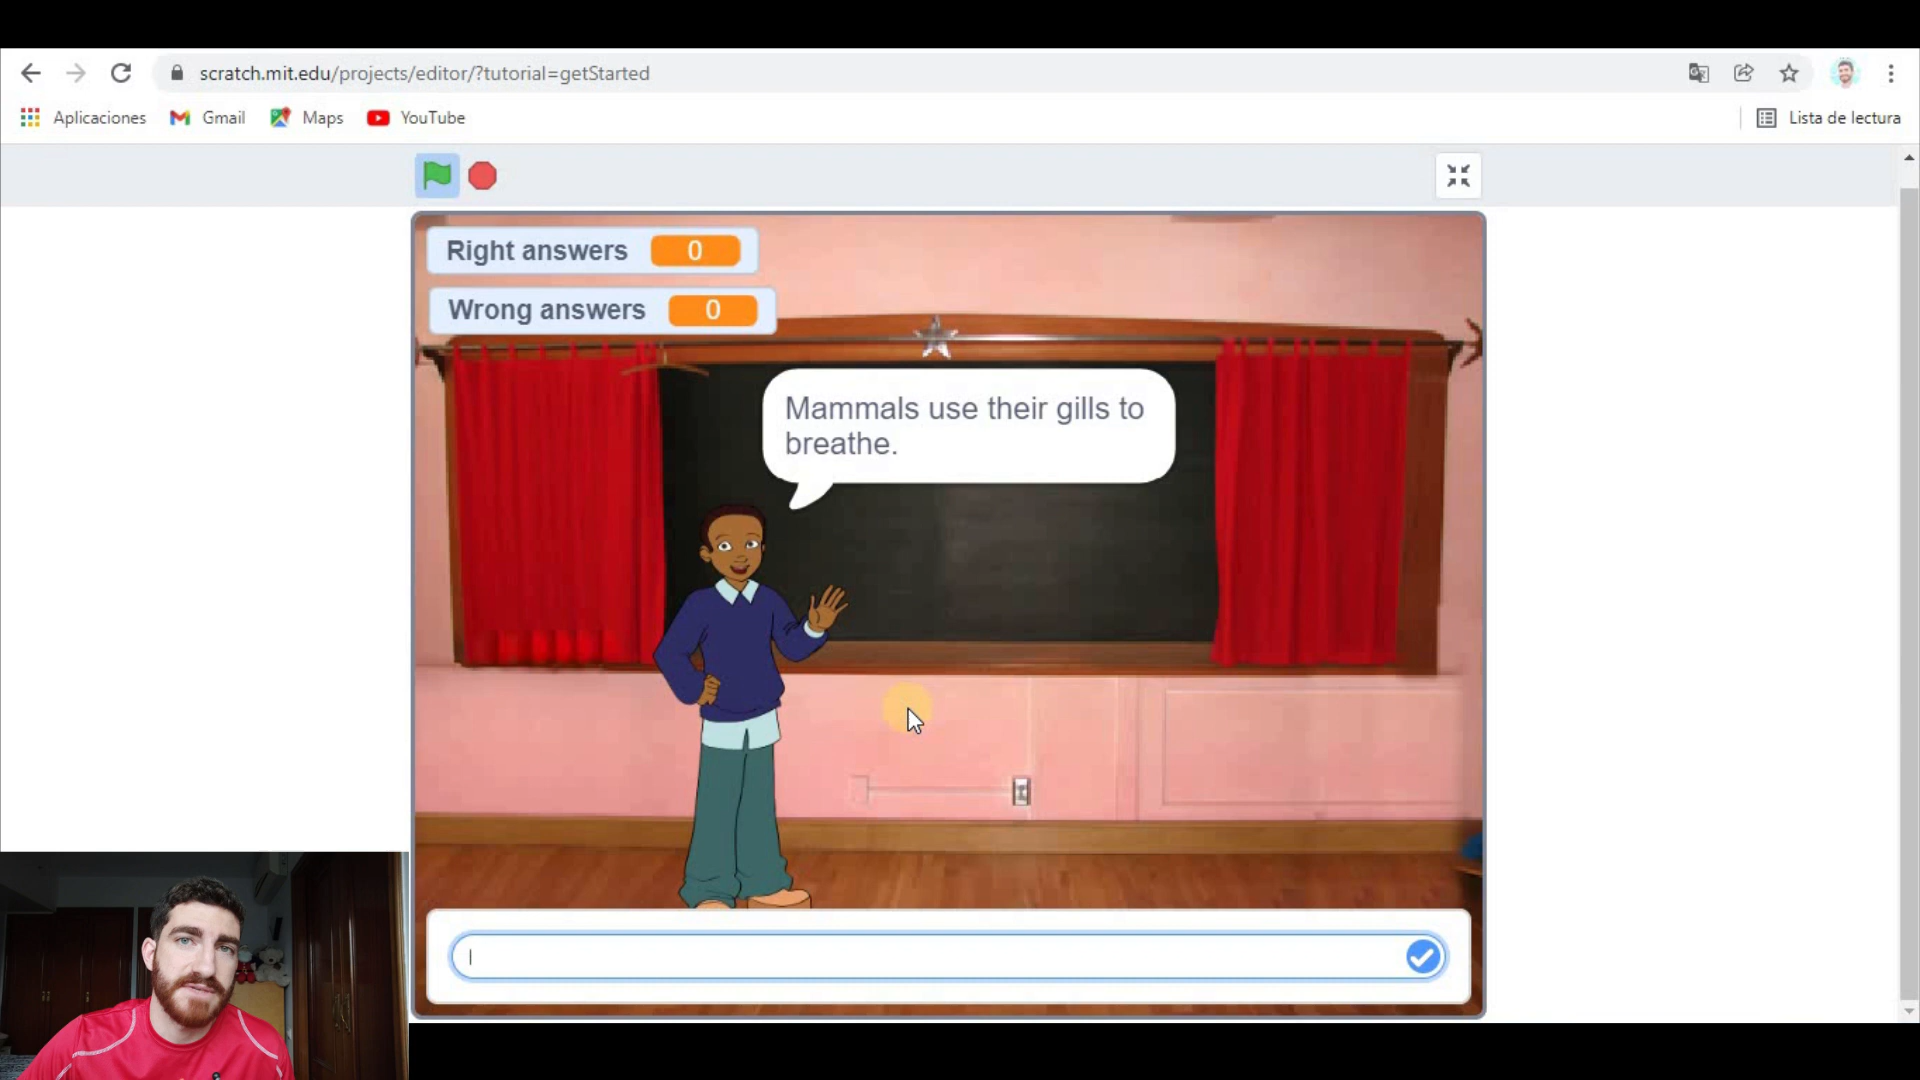 scratch.mit.edu/projects/editor/?tutorial=getStarted
Aplicaciones Gmail Maps YouTube Lista de lectura
Right answers 0
Wrong answers 0
Mammals use their gills to
breathe.